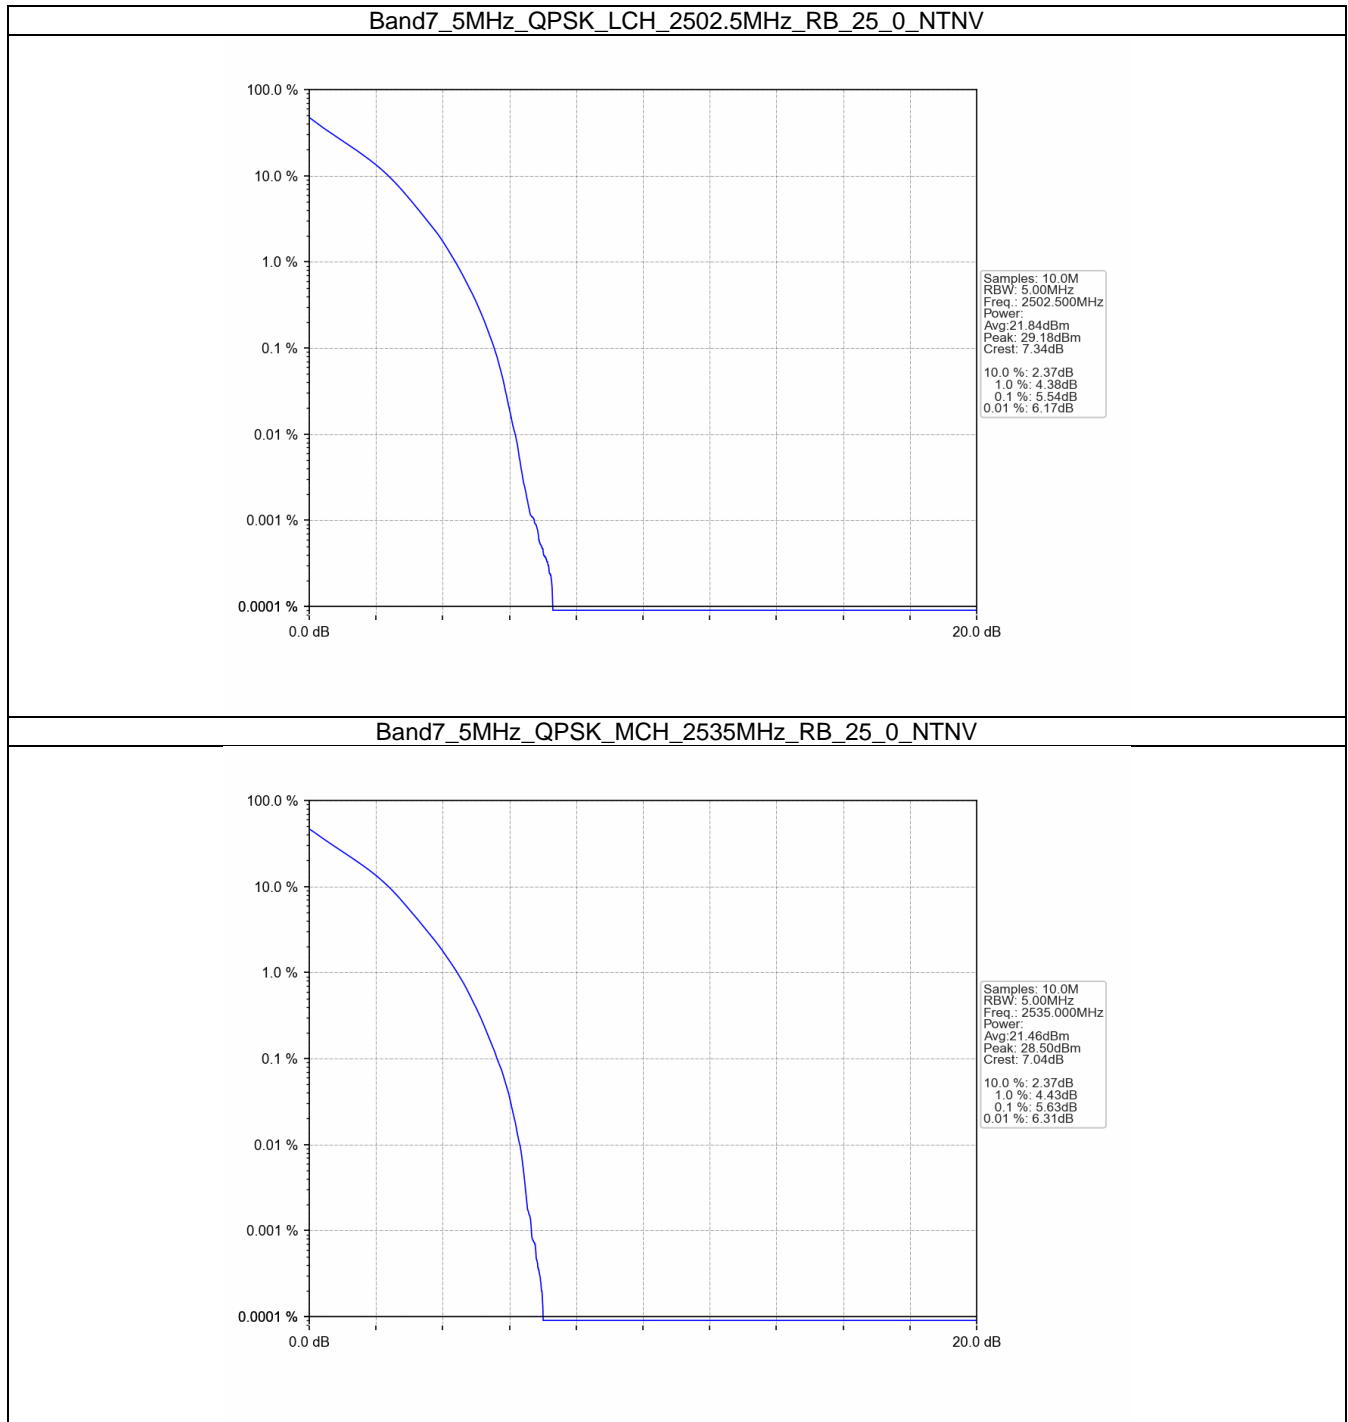 Band7_5MHz_QPSK_LCH_2502.5MHz_RB_25_0_NTNV
100.0 %
10.0 %
1.0 %
0.1 %
0.01 %
0.001 %
0.0001 %
0.0 dB
20.0 dB
Samples: 10.0M
RBW: 5.00MHz
Freq.: 2502.500MHz
Power:
Avg:21.84dBm
Peak: 29.18dBm
Crest: 7.34dB
10.0 %: 2.37dB
1.0 %: 4.38dB
0.1 %: 5.54dB
0.01 %: 6.17dB
Band7_5MHz_QPSK_MCH_2535MHz_RB_25_0_NTNV
100.0 %
10.0 %
1.0 %
0.1 %
0.01 %
0.001 %
0.0001 %
0.0 dB
20.0 dB
Samples: 10.0M
RBW: 5.00MHz
Freq.: 2535.000MHz
Power:
Avg:21.46dBm
Peak: 28.50dBm
Crest: 7.04dB
10.0 %: 2.37dB
1.0 %: 4.43dB
0.1 %: 5.63dB
0.01 %: 6.31dB